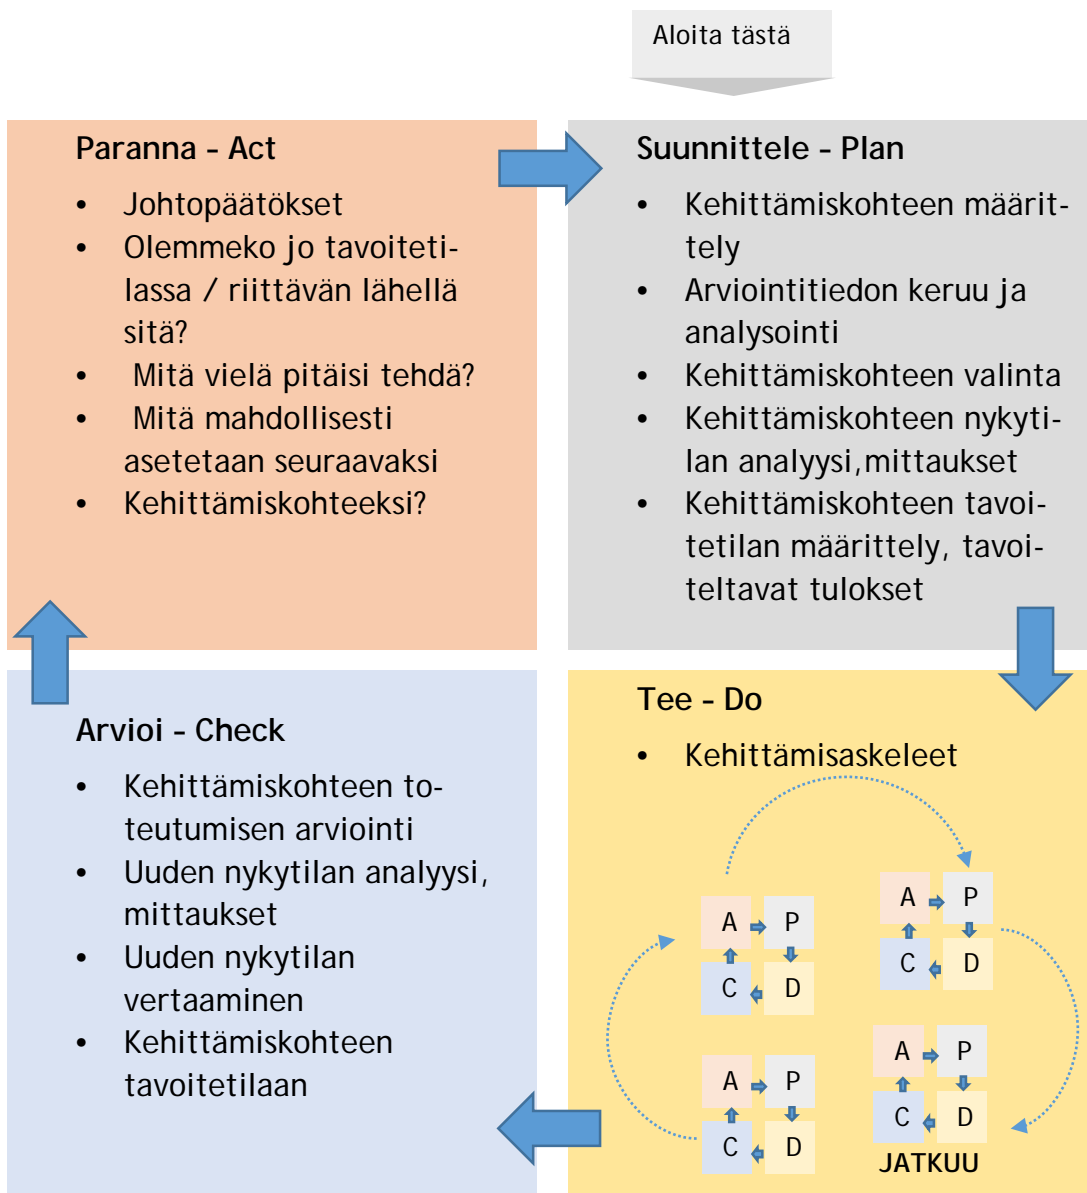 Aloita tästä
Paranna – Act
• Johtopäätökset
• Olemmeko jo tavoiteti-
lassa / riittävän lähellä
sitä?
• Mitä vielä pitäisi tehdä?
• Mitä mahdollisesti
asetetaan seuraavaksi
• Kehittämiskohteeksi?
Suunnittele – Plan
• Kehittämiskohteen määrit-
tely
• Arviointitiedon keruu ja
analysointi
• Kehittämiskohteen valinta
• Kehittämiskohteen nykyti-
lan analyysi,mittaukset
• Kehittämiskohteen tavoi-
tetilan määrittely, tavoi-
teltavat tulokset
Arvioi – Check
• Kehittämiskohteen to-
teutumisen arviointi
• Uuden nykytilan analyysi,
mittaukset
• Uuden nykytilan
vertaaminen
• Kehittämiskohteen
tavoitetilaan
Tee – Do
• Kehittämisaskeleet
A P
C D
A P
C D
A P
C D
A P
C D
JATKUU